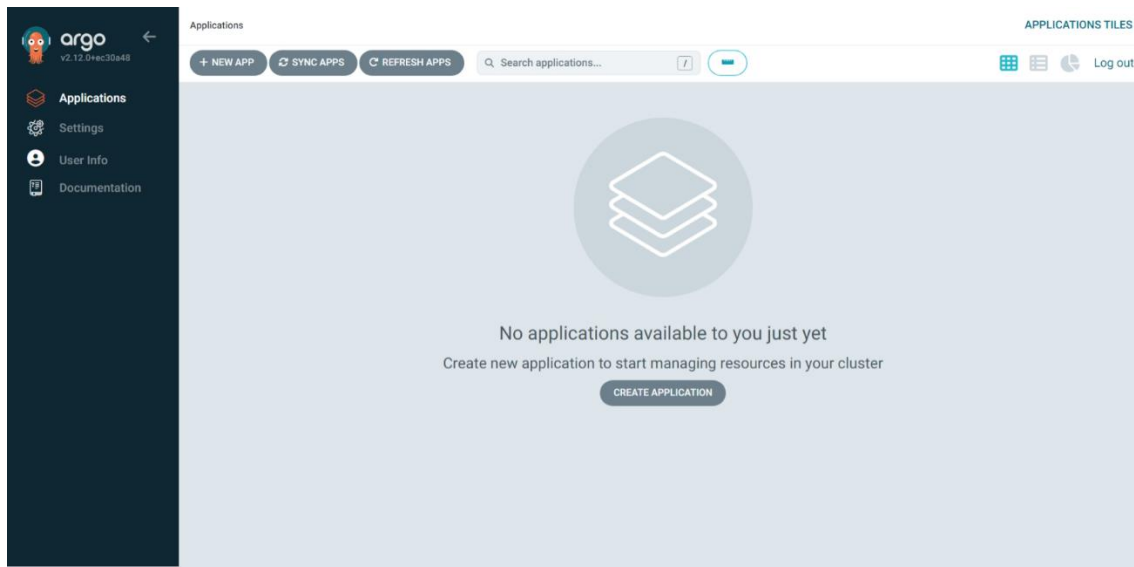 argo
v2.12.0+ec30a48
Applications
Settings
User Info
Documentation
Applications
APPLICATIONS TILES
+ NEW APP SYNC APPS REFRESH APPS Search applications... / Log out
No applications available to you just yet
Create new application to start managing resources in your cluster
CREATE APPLICATION